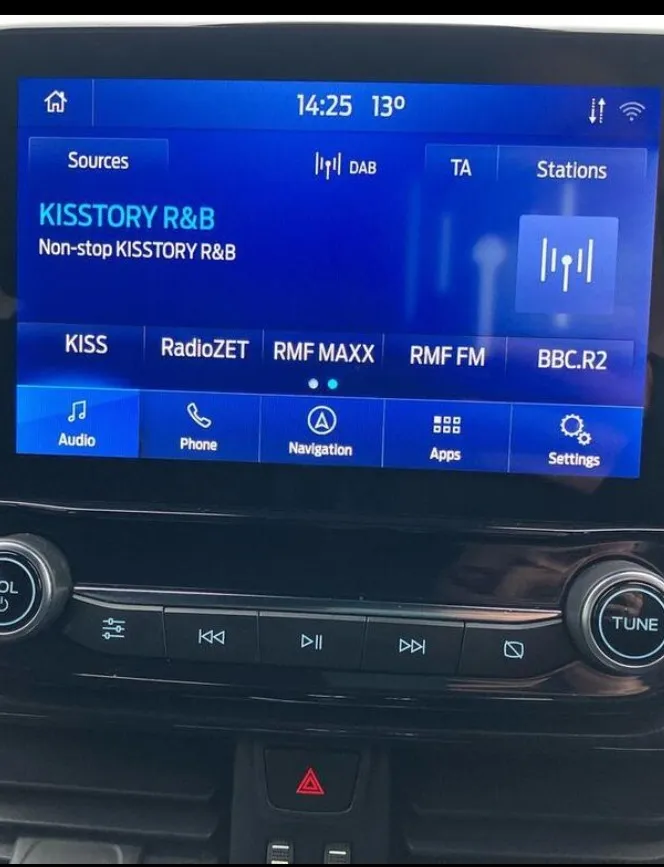 14:25 13°
Sources DAB TA Stations
KISSTORY R&B
Non-stop KISSTORY R&B
KISS RadioZET RMF MAXX RMF FM BBC.R2
Audio Phone Navigation Apps Settings
OL TUNE